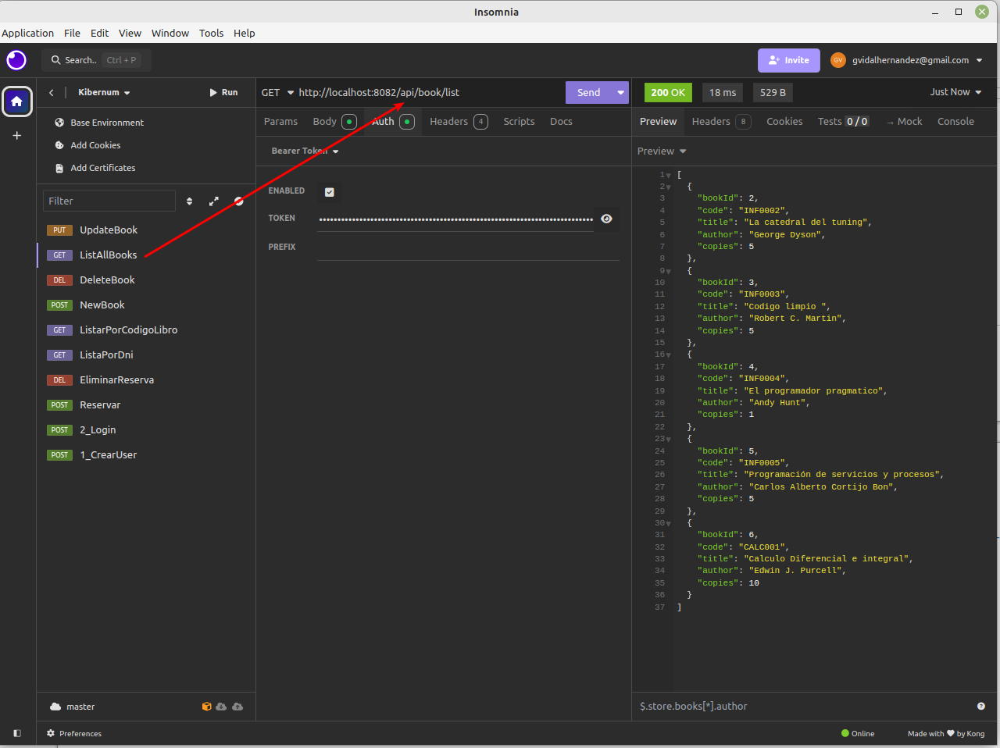 Insomnia
Application File Edit View Window Tools Help
Search.. Ctrl + P
Invite
GV gvidalhernandez@gmail.com
Kibernum
Run
GET http://localhost:8082/api/book/list
Send
200 OK 18 ms 529 B
Just Now
Base Environment
Add Cookies
Add Certificates
Filter
PUT UpdateBook
GET ListAllBooks
DEL DeleteBook
POST NewBook
GET ListarPorCodigoLibro
GET ListaPorDni
DEL EliminarReserva
POST Reservar
POST 2_Login
POST 1_CrearUser
master
Params Body Auth Headers 4 Scripts Docs
Bearer Token
ENABLED
TOKEN ••••••••••••••••••••••••••••••••••••••••••••••••••••••••••••••••••••••
PREFIX
Preview Headers 8 Cookies Tests 0 / 0 → Mock Console
Preview
1 [
2 {
3 "bookId": 2,
4 "code": "INF0002",
5 "title": "La catedral del tuning",
6 "author": "George Dyson",
7 "copies": 5
8 },
9 {
10 "bookId": 3,
11 "code": "INF0003",
12 "title": "Codigo limpio ",
13 "author": "Robert C. Martin",
14 "copies": 5
15 },
16 {
17 "bookId": 4,
18 "code": "INF0004",
19 "title": "El programador pragmatico",
20 "author": "Andy Hunt",
21 "copies": 1
22 },
23 {
24 "bookId": 5,
25 "code": "INF0005",
26 "title": "Programación de servicios y procesos",
27 "author": "Carlos Alberto Cortijo Bon",
28 "copies": 5
29 },
30 {
31 "bookId": 6,
32 "code": "CALC001",
33 "title": "Calculo Diferencial e integral",
34 "author": "Edwin J. Purcell",
35 "copies": 10
36 }
37 ]
$.store.books[*].author
Preferences
Online
Made with ♥ by Kong